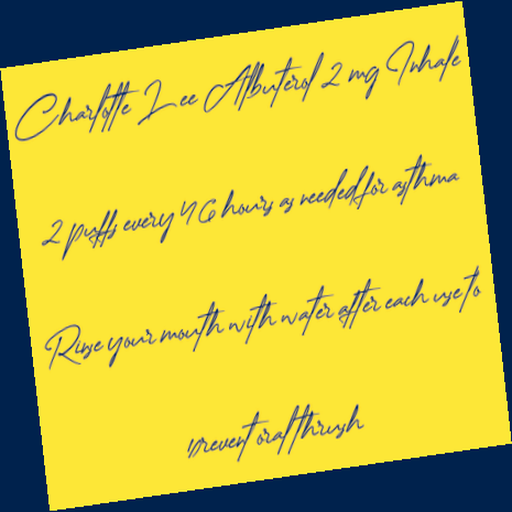 Charlotte Lee Albuterol 2 mg Inhale
2 puffs every 4 6 hours as needed for asthma
Rinse your mouth with water after each use to
prevent oral thrush